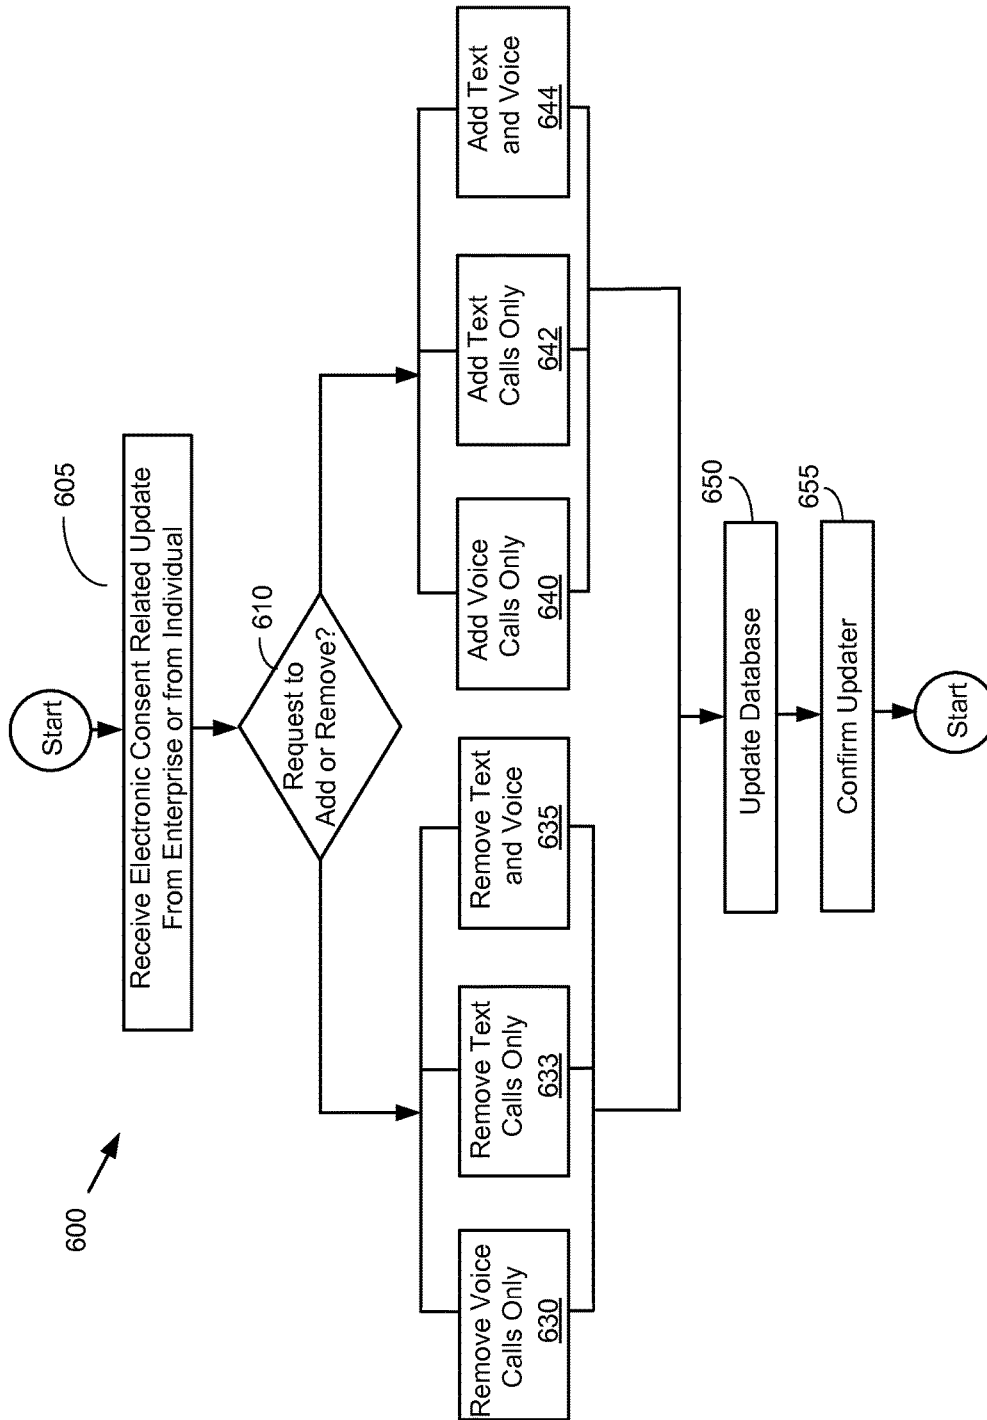 600
Start
605
Receive Electronic Consent Related Update
From Enterprise or from Individual
610
Request to
Add or Remove?
Remove Voice
Calls Only
630
Remove Text
Calls Only
633
Remove Text
and Voice
635
Add Voice
Calls Only
640
Add Text
Calls Only
642
Add Text
and Voice
644
650
Update Database
655
Confirm Updater
Start